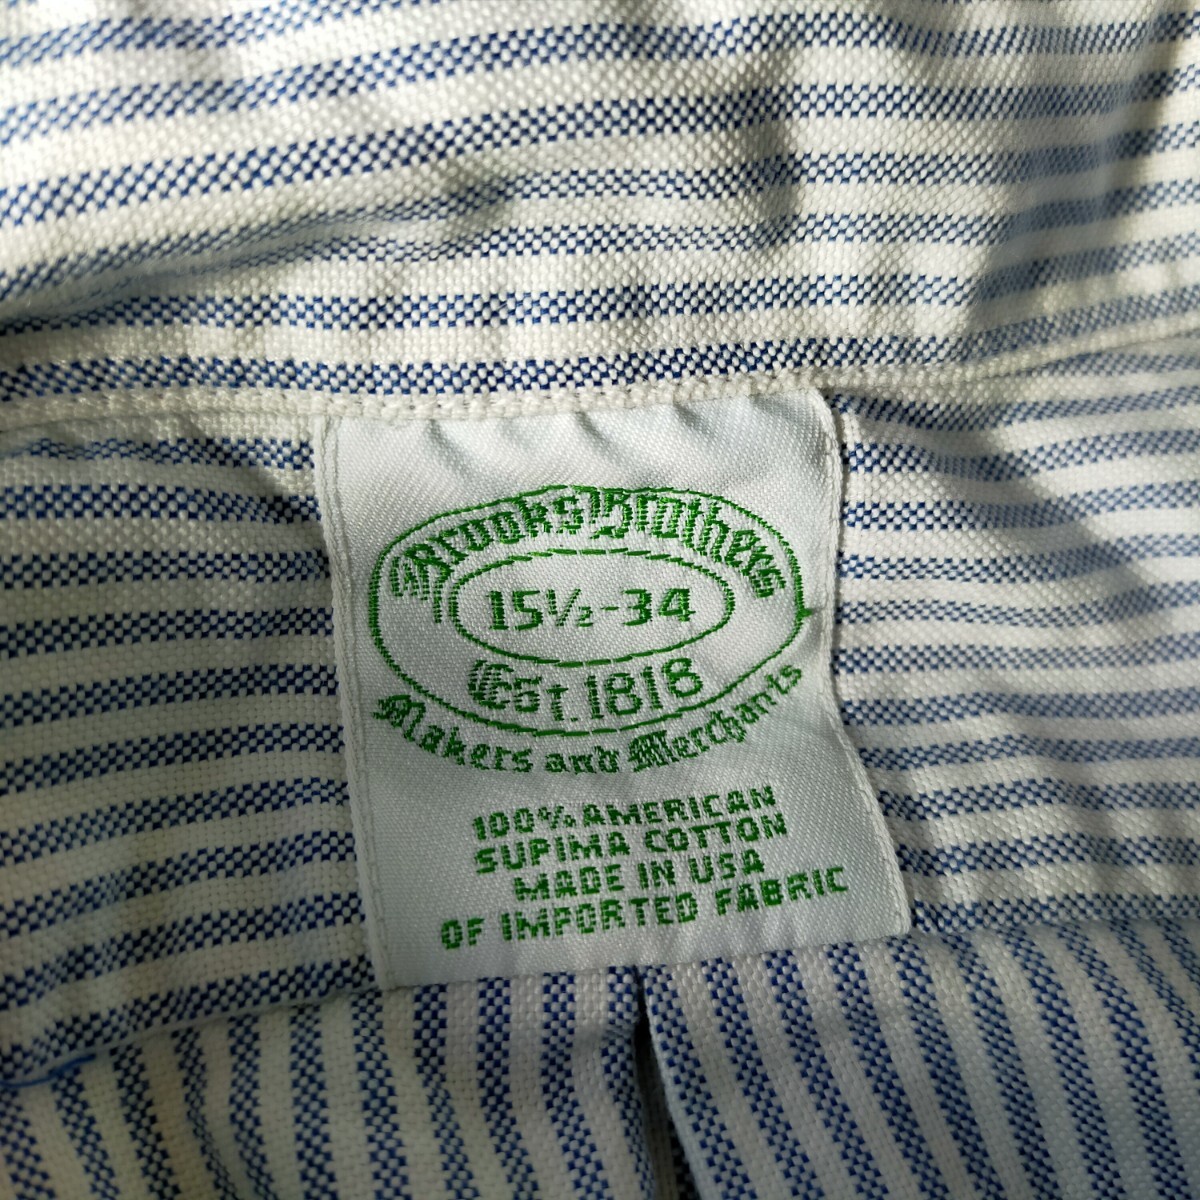 Brooks Brothers
15½-34
Est. 1818
Makers and Merchants
100% AMERICAN
SUPIMA COTTON
MADE IN USA
OF IMPORTED FABRIC